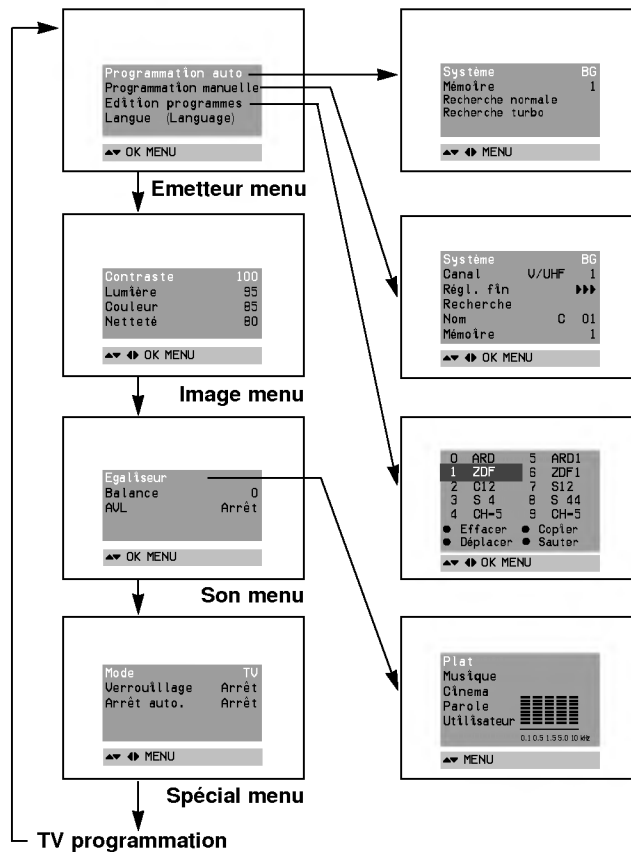 Programmation auto
Programmation manuelle
Edition programmes
Langue (Language)
▲▼ OK MENU
Emetteur menu
Contraste 100
Lumière 95
Couleur 85
Netteté 80
▲▼ ◀▶ OK MENU
Image menu
Egaliseur
Balance 0
AVL Arrêt
▲▼ OK MENU
Son menu
Mode TV
Verrouillage Arrêt
Arrêt auto. Arrêt
▲▼ ◀▶ MENU
Spécial menu
TV programmation
Système BG
Mémoire 1
Recherche normale
Recherche turbo
▲▼ ◀▶ MENU
Système BG
Canal V/UHF 1
Régl. fin ▶▶▶
Recherche
Nom C 01
Mémoire 1
▲▼ ◀▶ OK MENU
0 ARD 5 ARD1
1 ZDF 6 ZDF1
2 C12 7 S12
3 S 4 8 S 44
4 CH-5 9 CH-5
● Effacer ● Copier
● Déplacer ● Sauter
▲▼ ◀▶ OK MENU
Plat
Musique
Cinema
Parole
Utilisateur
0.1 0.5 1.5 5.0 10 kHz
▲▼ MENU